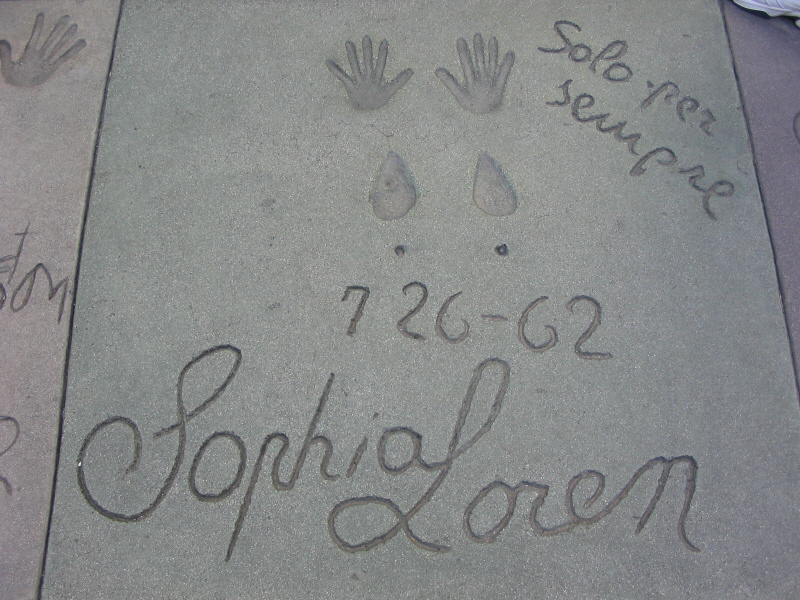 Solo per
sempre
7 26-62
Sophia
Loren